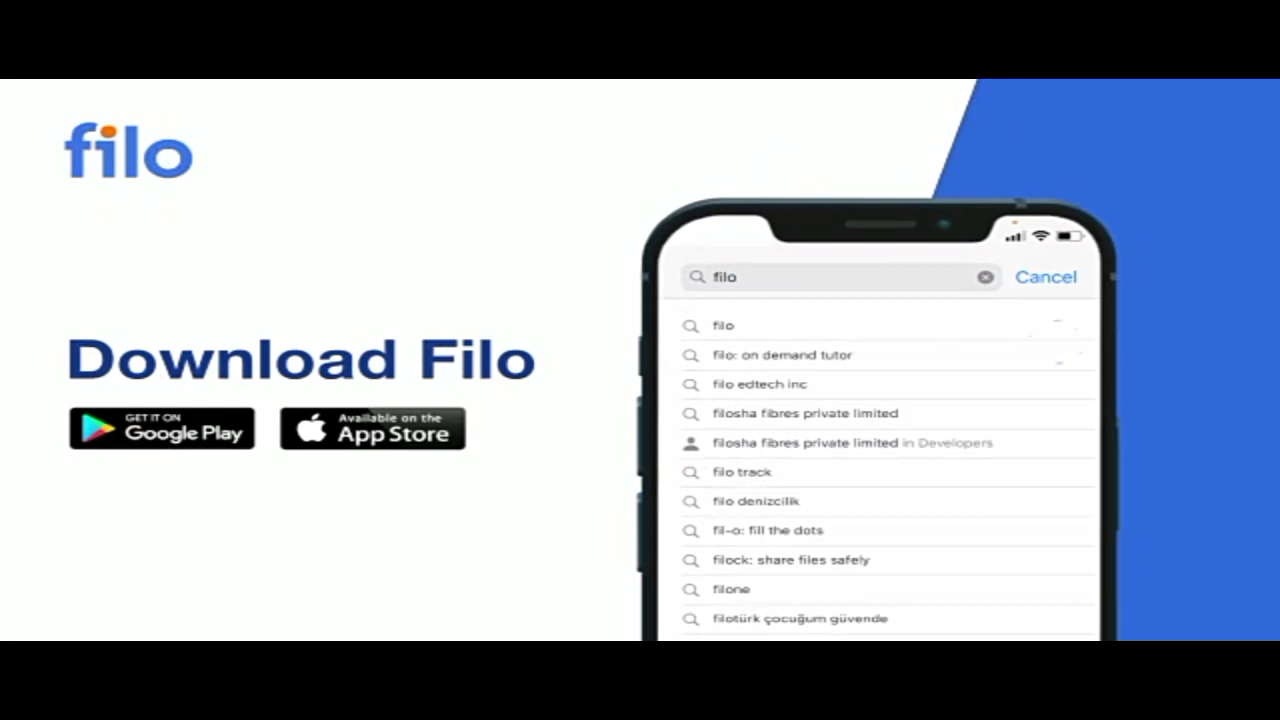 filo
Download Filo
GET IT ON
Google Play
Available on the
App Store
filo
Cancel
filo
filo: on demand tutor
filo edtech inc
filosha fibres private limited
filosha fibres private limited in Developers
filo track
filo denizcilik
fil-o: fill the dots
filock: share files safely
filone
filotürk çocuğum güvende